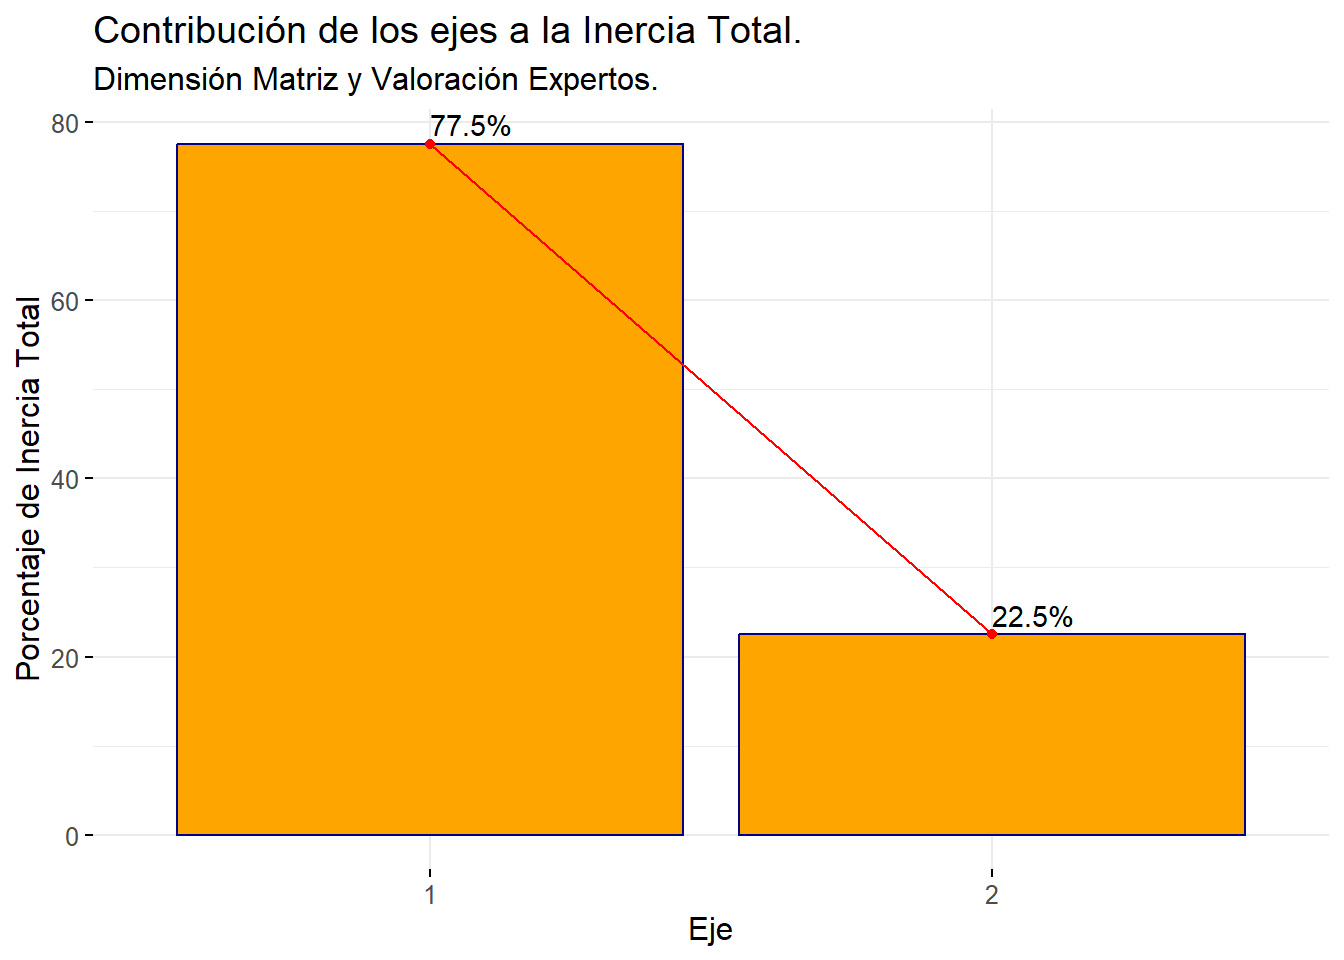 Contribución de los ejes a la Inercia Total.
Dimensión Matriz y Valoración Expertos.
Porcentaje de Inercia Total
80
60
40
20
0
77.5%
22.5%
1
2
Eje